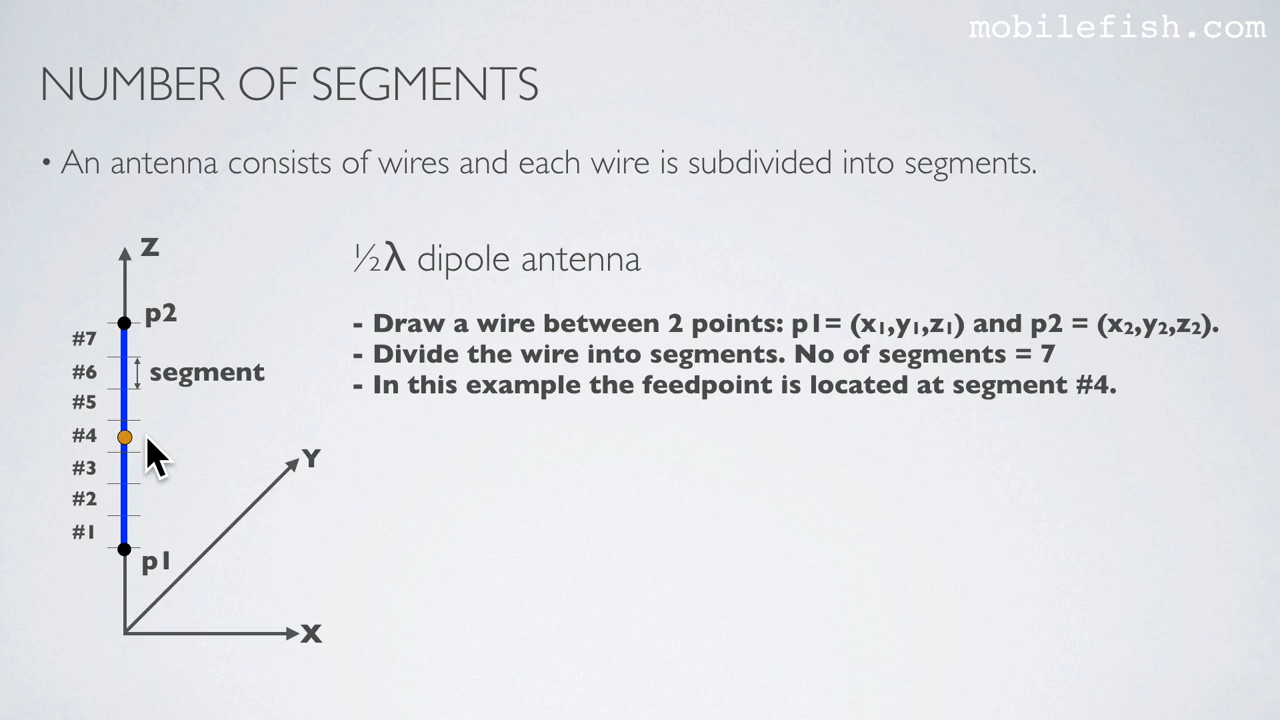 mobilefish.com
NUMBER OF SEGMENTS
• An antenna consists of wires and each wire is subdivided into segments.
Z
½λ dipole antenna
p2
- Draw a wire between 2 points: p1= (x₁,y₁,z₁) and p2 = (x₂,y₂,z₂).
#7
- Divide the wire into segments. No of segments = 7
#6
segment
- In this example the feedpoint is located at segment #4.
#5
#4
Y
#3
#2
#1
p1
X